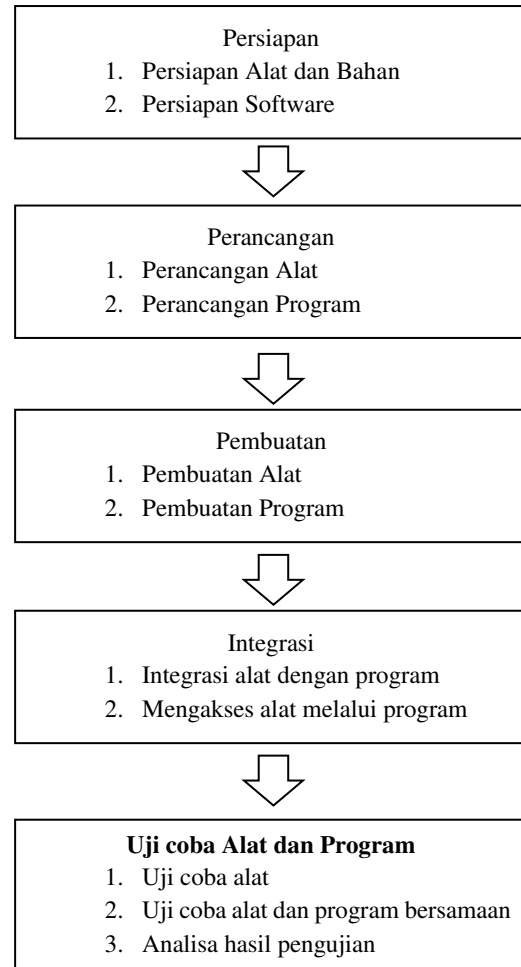 Persiapan
1. Persiapan Alat dan Bahan
2. Persiapan Software
Perancangan
1. Perancangan Alat
2. Perancangan Program
Pembuatan
1. Pembuatan Alat
2. Pembuatan Program
Integrasi
1. Integrasi alat dengan program
2. Mengakses alat melalui program
Uji coba Alat dan Program
1. Uji coba alat
2. Uji coba alat dan program bersamaan
3. Analisa hasil pengujian